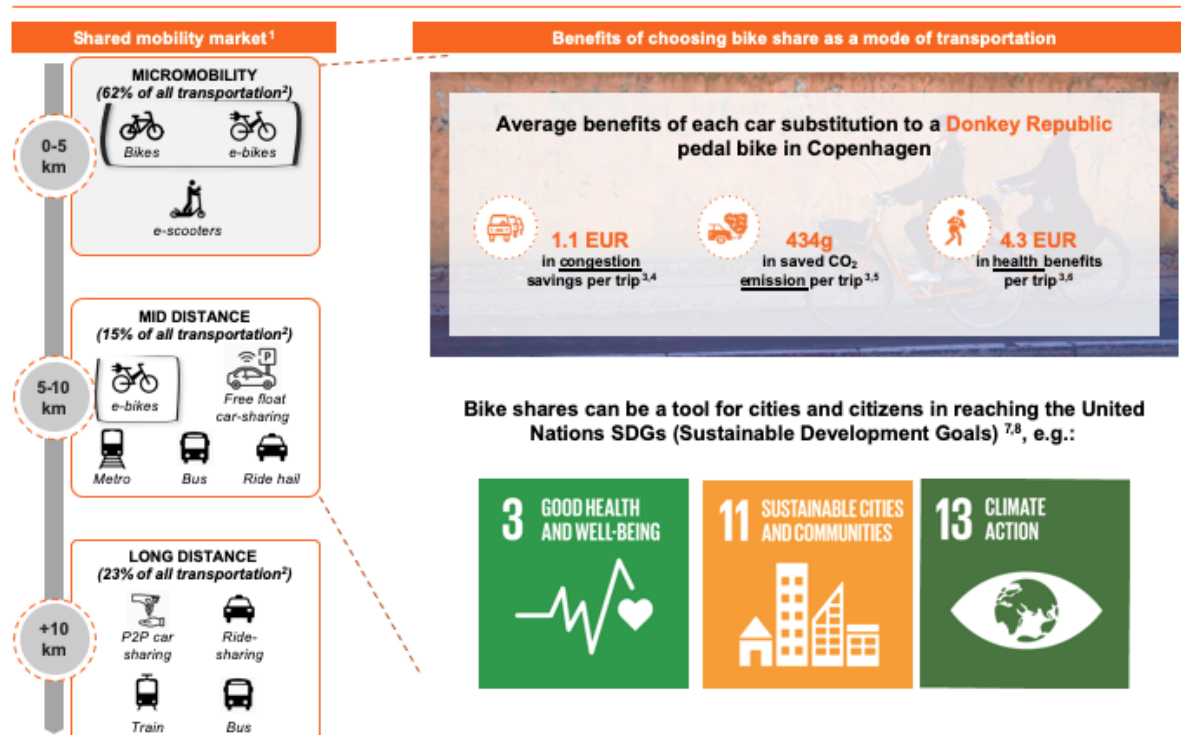 Shared mobility market¹
MICROMOBILITY
(62% of all transportation²)
0-5
km
Bikes
e-bikes
e-scooters
MID DISTANCE
(15% of all transportation²)
5-10
km
e-bikes
P
Free float
car-sharing
Metro
Bus
Ride hail
LONG DISTANCE
(23% of all transportation²)
+10
km
P2P car
sharing
Ride-
sharing
Train
Bus
Benefits of choosing bike share as a mode of transportation
Average benefits of each car substitution to a Donkey Republic
pedal bike in Copenhagen
1.1 EUR
in congestion
savings per trip³,⁴
434g
in saved CO₂
emission per trip³,⁵
4.3 EUR
in health benefits
per trip³,⁶
Bike shares can be a tool for cities and citizens in reaching the United
Nations SDGs (Sustainable Development Goals) ⁷,⁸, e.g.:
3 GOOD HEALTH
AND WELL-BEING
11 SUSTAINABLE CITIES
AND COMMUNITIES
13 CLIMATE
ACTION